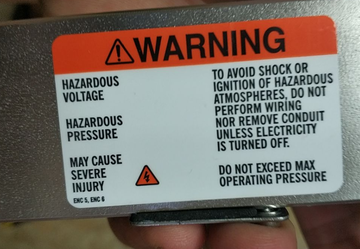 WARNING
HAZARDOUS
VOLTAGE
HAZARDOUS
PRESSURE
MAY CAUSE
SEVERE
INJURY
ENC 5, ENC 6
TO AVOID SHOCK OR
IGNITION OF HAZARDOUS
ATMOSPHERES, DO NOT
PERFORM WIRING
NOR REMOVE CONDUIT
UNLESS ELECTRICITY
IS TURNED OFF.
DO NOT EXCEED MAX
OPERATING PRESSURE